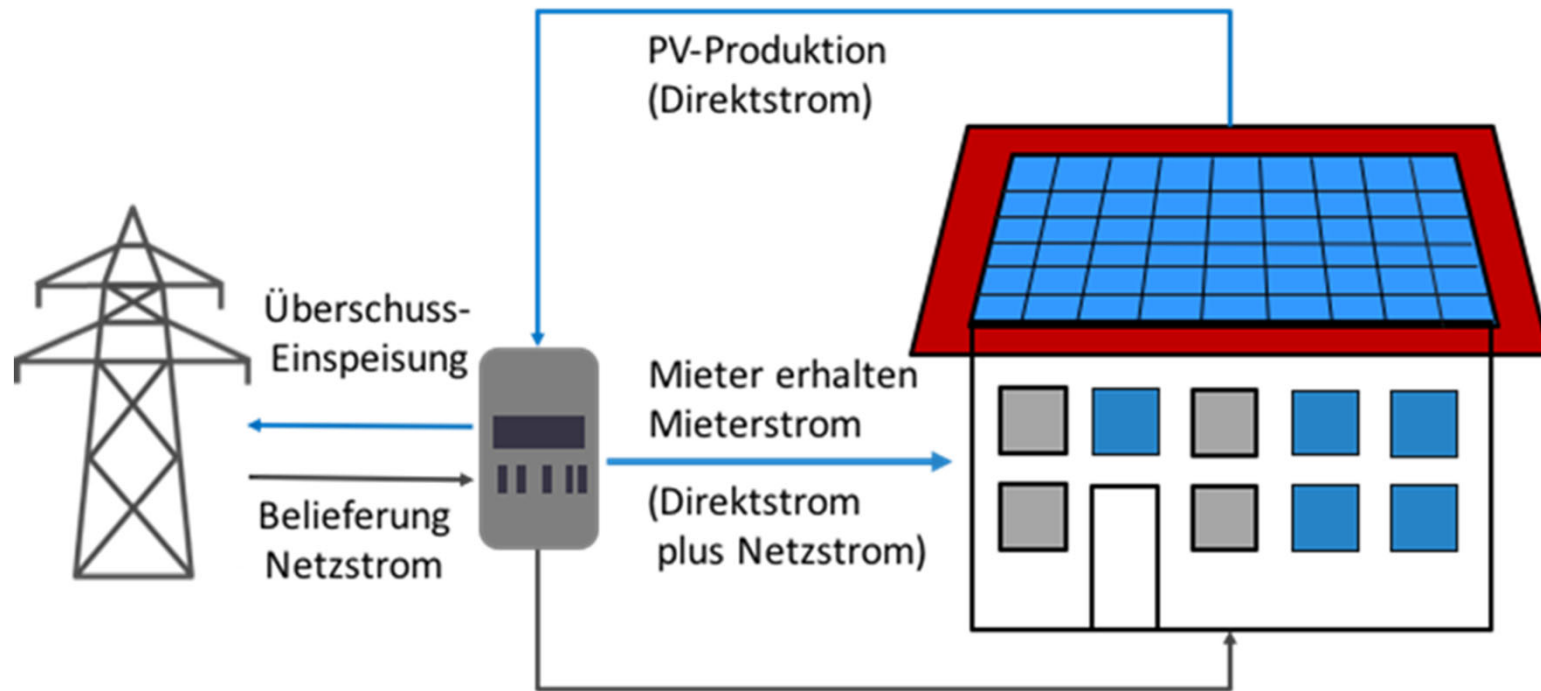 PV-Produktion
(Direktstrom)
Überschuss-
Einspeisung
Belieferung
Netzstrom
Mieter erhalten
Mieterstrom
(Direktstrom
plus Netzstrom)